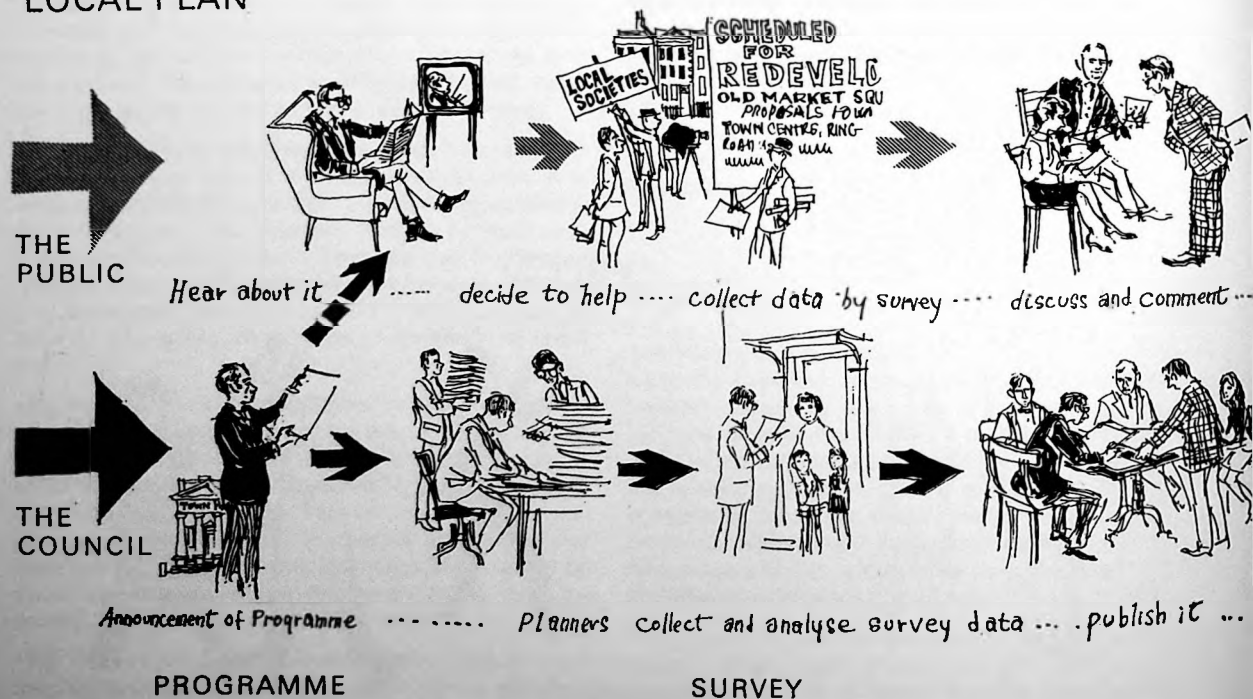 LOCAL PLAN
LOCAL
SOCIETIES
SCHEDULED
FOR
REDEVELO
OLD MARKET SQU
PROPOSALS
TOWN CENTRE, RING
ROAD
THE
PUBLIC
Hear about it ...... decide to help .... collect data by survey .... discuss and comment ...
TOWN
THE
COUNCIL
Announcement of Programme ......... Planners collect and analyse survey data ... publish it ...
PROGRAMME SURVEY